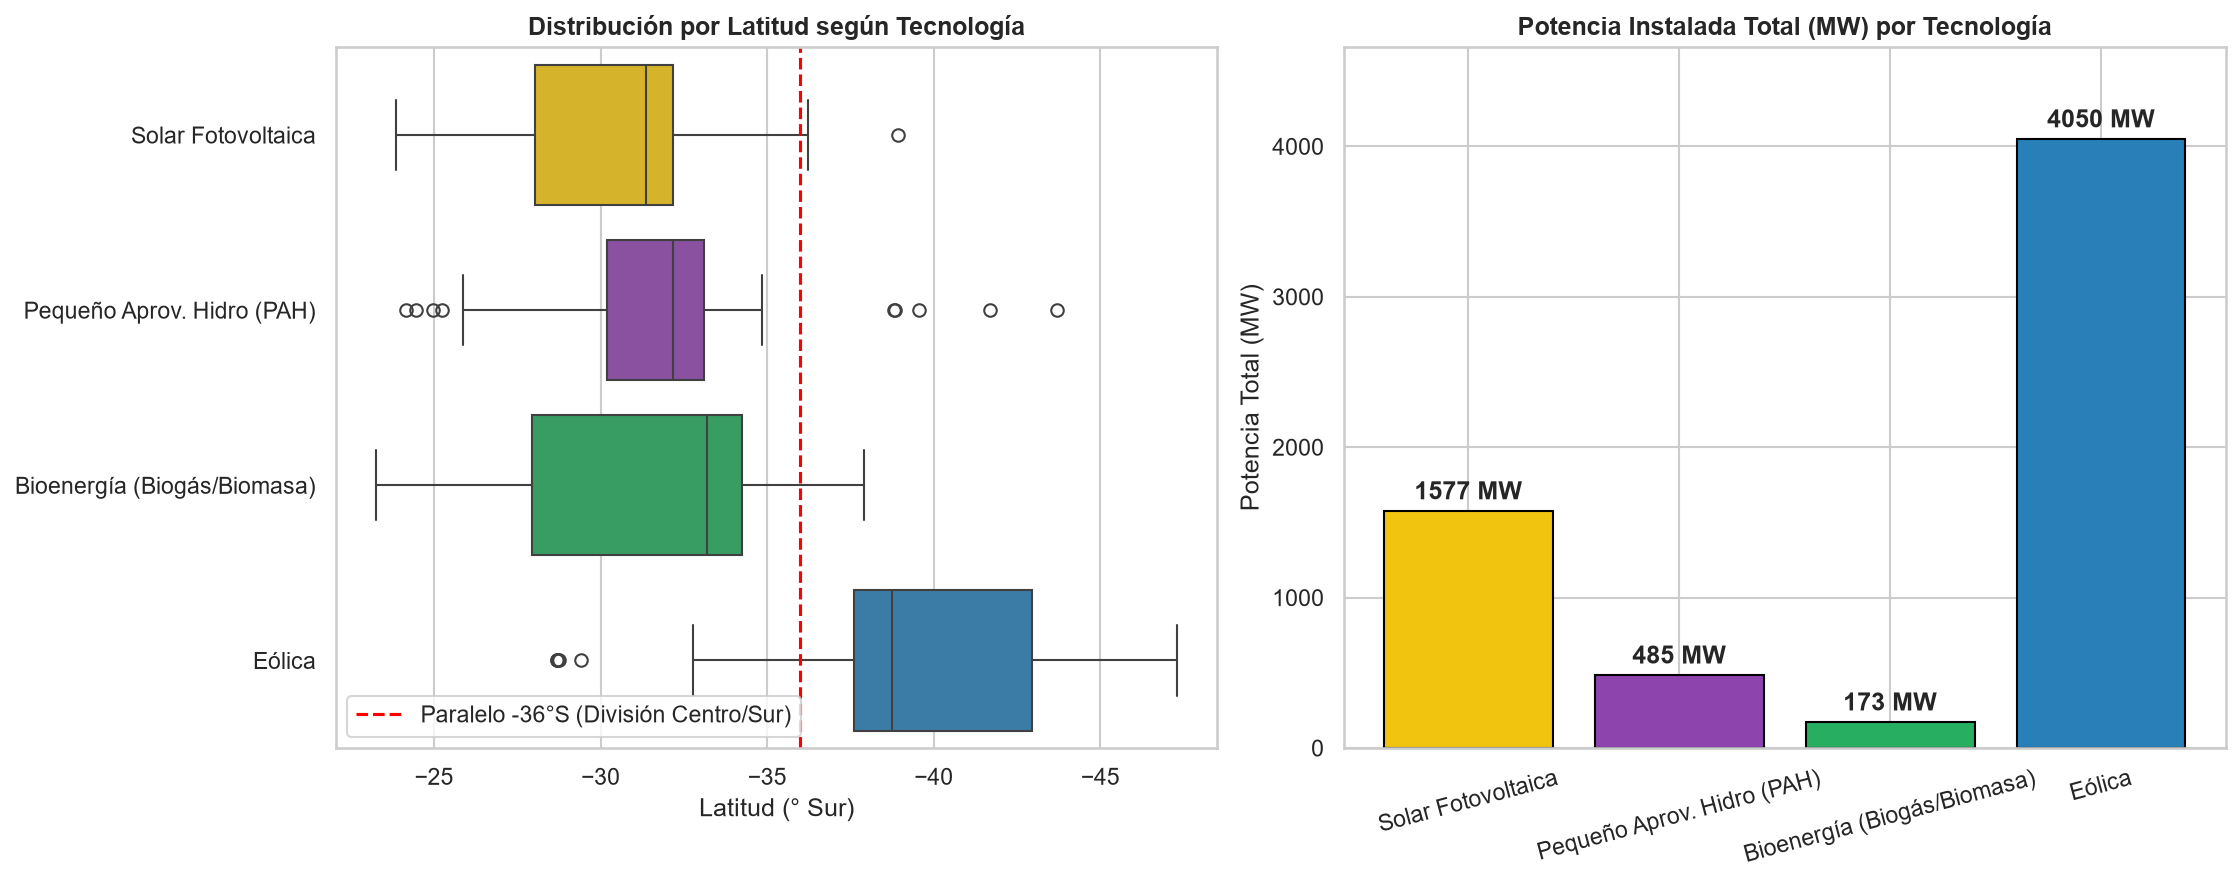 Distribución por Latitud según Tecnología
Solar Fotovoltaica
Pequeño Aprov. Hidro (PAH)
Bioenergía (Biogás/Biomasa)
Eólica
Paralelo -36°S (División Centro/Sur)
−25
−30
−35
−40
−45
Latitud (° Sur)
Potencia Instalada Total (MW) por Tecnología
Potencia Total (MW)
4000
3000
2000
1000
0
1577 MW
485 MW
173 MW
4050 MW
Solar Fotovoltaica
Pequeño Aprov. Hidro (PAH)
Bioenergía (Biogás/Biomasa)
Eólica